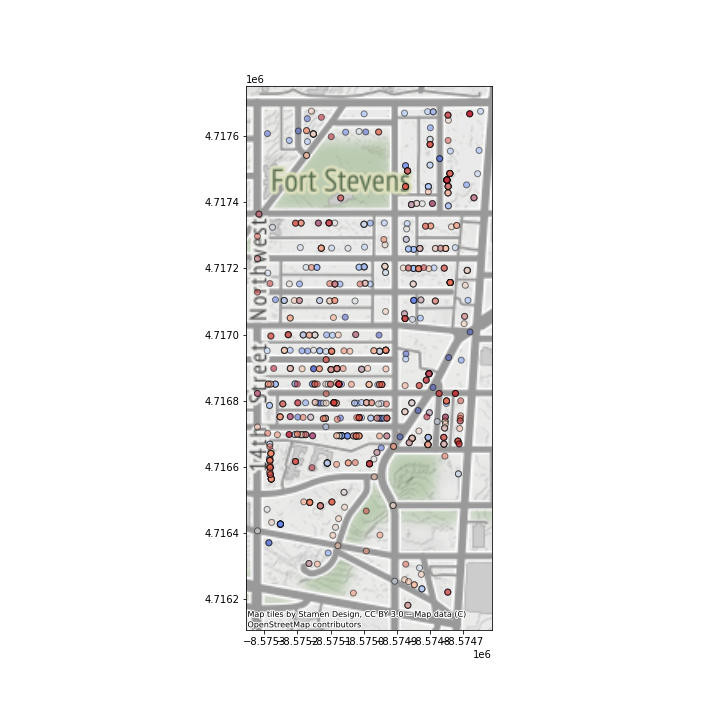 1e6
4.7176
Fort Stevens
4.7174
4.7172
4.7170
4.7168
4.7166
4.7164
4.7162
14th Street Northwest
Map tiles by Stamen Design, CC BY 3.0 -- Map data (C)
OpenStreetMap contributors
−8.5753 −8.5752 −8.5751 −8.5750 −8.5749 −8.5748 −8.5747
1e6